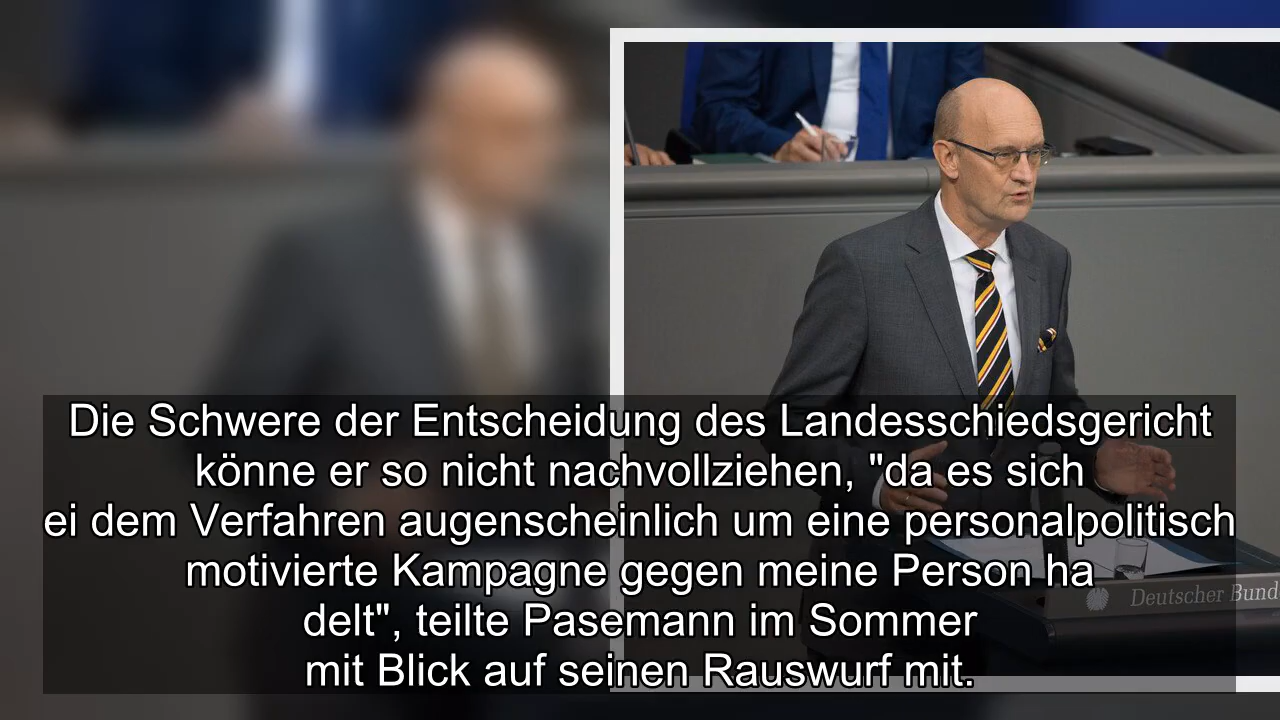 Die Schwere der Entscheidung des Landesschiedsgericht
könne er so nicht nachvollziehen, "da es sich
ei dem Verfahren augenscheinlich um eine personalpolitisch
motivierte Kampagne gegen meine Person ha
delt", teilte Pasemann im Sommer
mit Blick auf seinen Rauswurf mit.
Deutscher Bunde